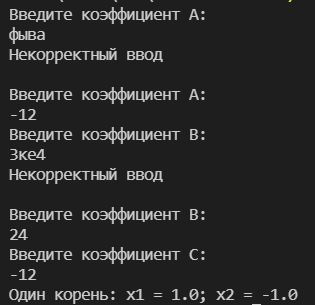 Введите коэффициент A:
фыва
Некорректный ввод
Введите коэффициент A:
-12
Введите коэффициент B:
3ке4
Некорректный ввод
Введите коэффициент B:
24
Введите коэффициент C:
-12
Один корень: x1 = 1.0; x2 = -1.0